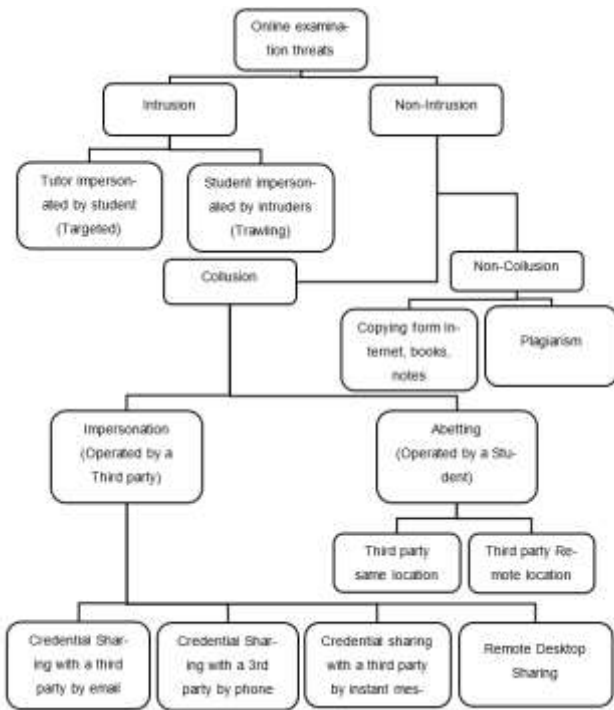 Online examina-
tion threats
Intrusion
Non-Intrusion
Tutor imperson-
ated by student
(Targeted)
Student imperson-
ated by intruders
(Trawling)
Collusion
Non-Collusion
Copying form In-
ternet, books,
notes
Plagiarism
Impersonation
(Operated by a
Third party)
Abetting
(Operated by a Stu-
dent)
Third party
same location
Third party Re-
mote location
Credential Shar-
ing with a third
party by email
Credential Shar-
ing with a 3rd
party by phone
Credential sharing
with a third party
by instant mes-
Remote Desktop
Sharing